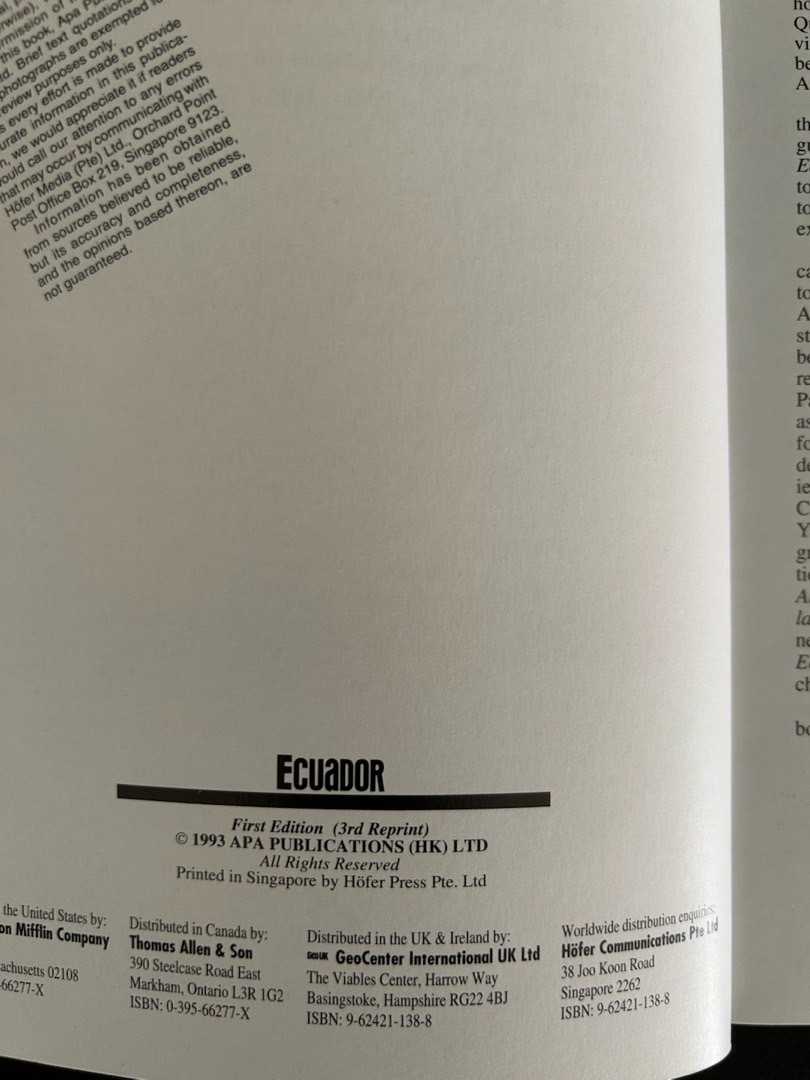 this book, Apa
Brief text quotations
photographs are exempted
review purposes only.
every effort is made to provide
information in this publica-
we would appreciate it if readers
would call our attention to any errors
that may occur by communicating with
Höfer Media (Pte) Ltd., Orchard Point
Post Office Box 219, Singapore 9123.
Information has been obtained
from sources believed to be reliable,
but its accuracy and completeness,
and the opinions based thereon, are
not guaranteed.
ECUaDOR
First Edition (3rd Reprint)
© 1993 APA PUBLICATIONS (HK) LTD
All Rights Reserved
Printed in Singapore by Höfer Press Pte. Ltd
the United States by:
on Mifflin Company
achusetts 02108
-66277-X
Distributed in Canada by:
Thomas Allen & Son
390 Steelcase Road East
Markham, Ontario L3R 1G2
ISBN: 0-395-66277-X
Distributed in the UK & Ireland by:
GeoCenter International UK Ltd
The Viables Center, Harrow Way
Basingstoke, Hampshire RG22 4BJ
ISBN: 9-62421-138-8
Worldwide distribution enquiries:
Höfer Communications Pte Ltd
38 Joo Koon Road
Singapore 2262
ISBN: 9-62421-138-8